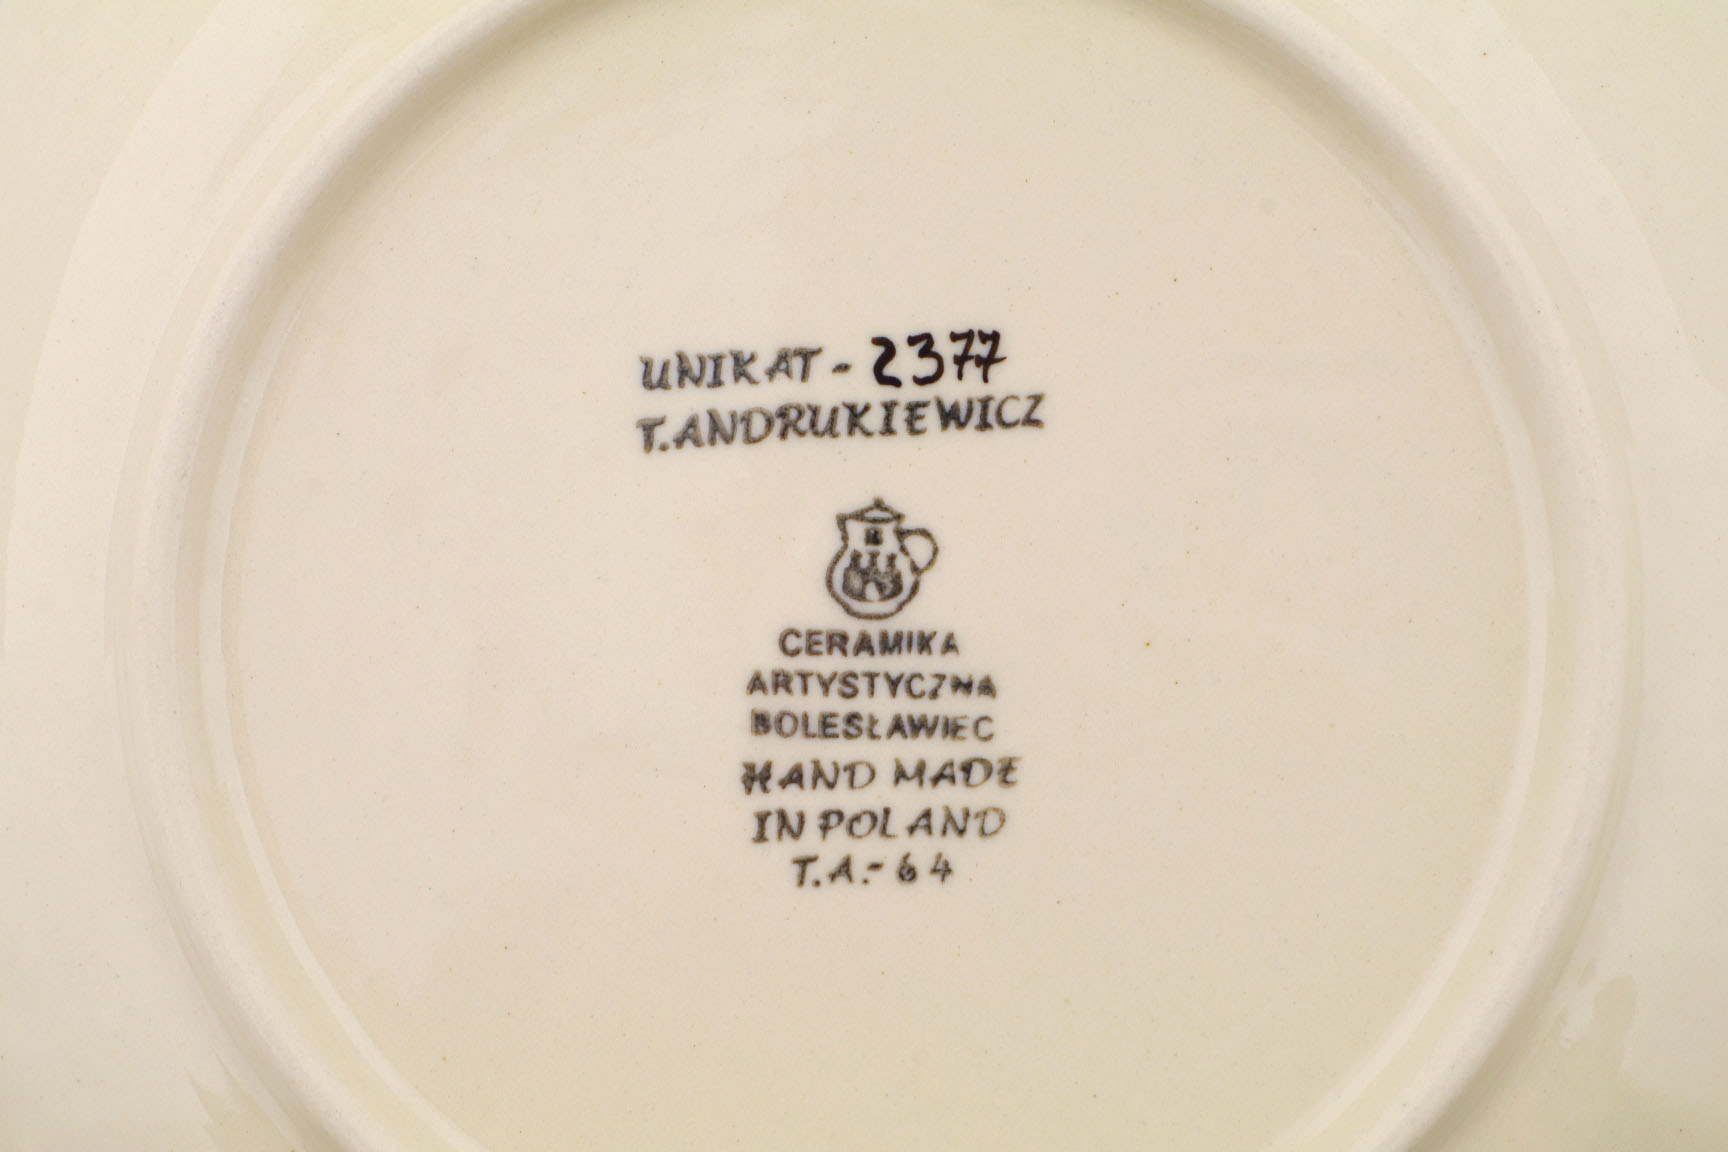 UNIKAT - 2377
T.ANDRUKIEWICZ
B
CERAMIKA
ARTYSTYCZNA
BOLESŁAWIEC
HAND MADE
IN POLAND
T.A.- 64